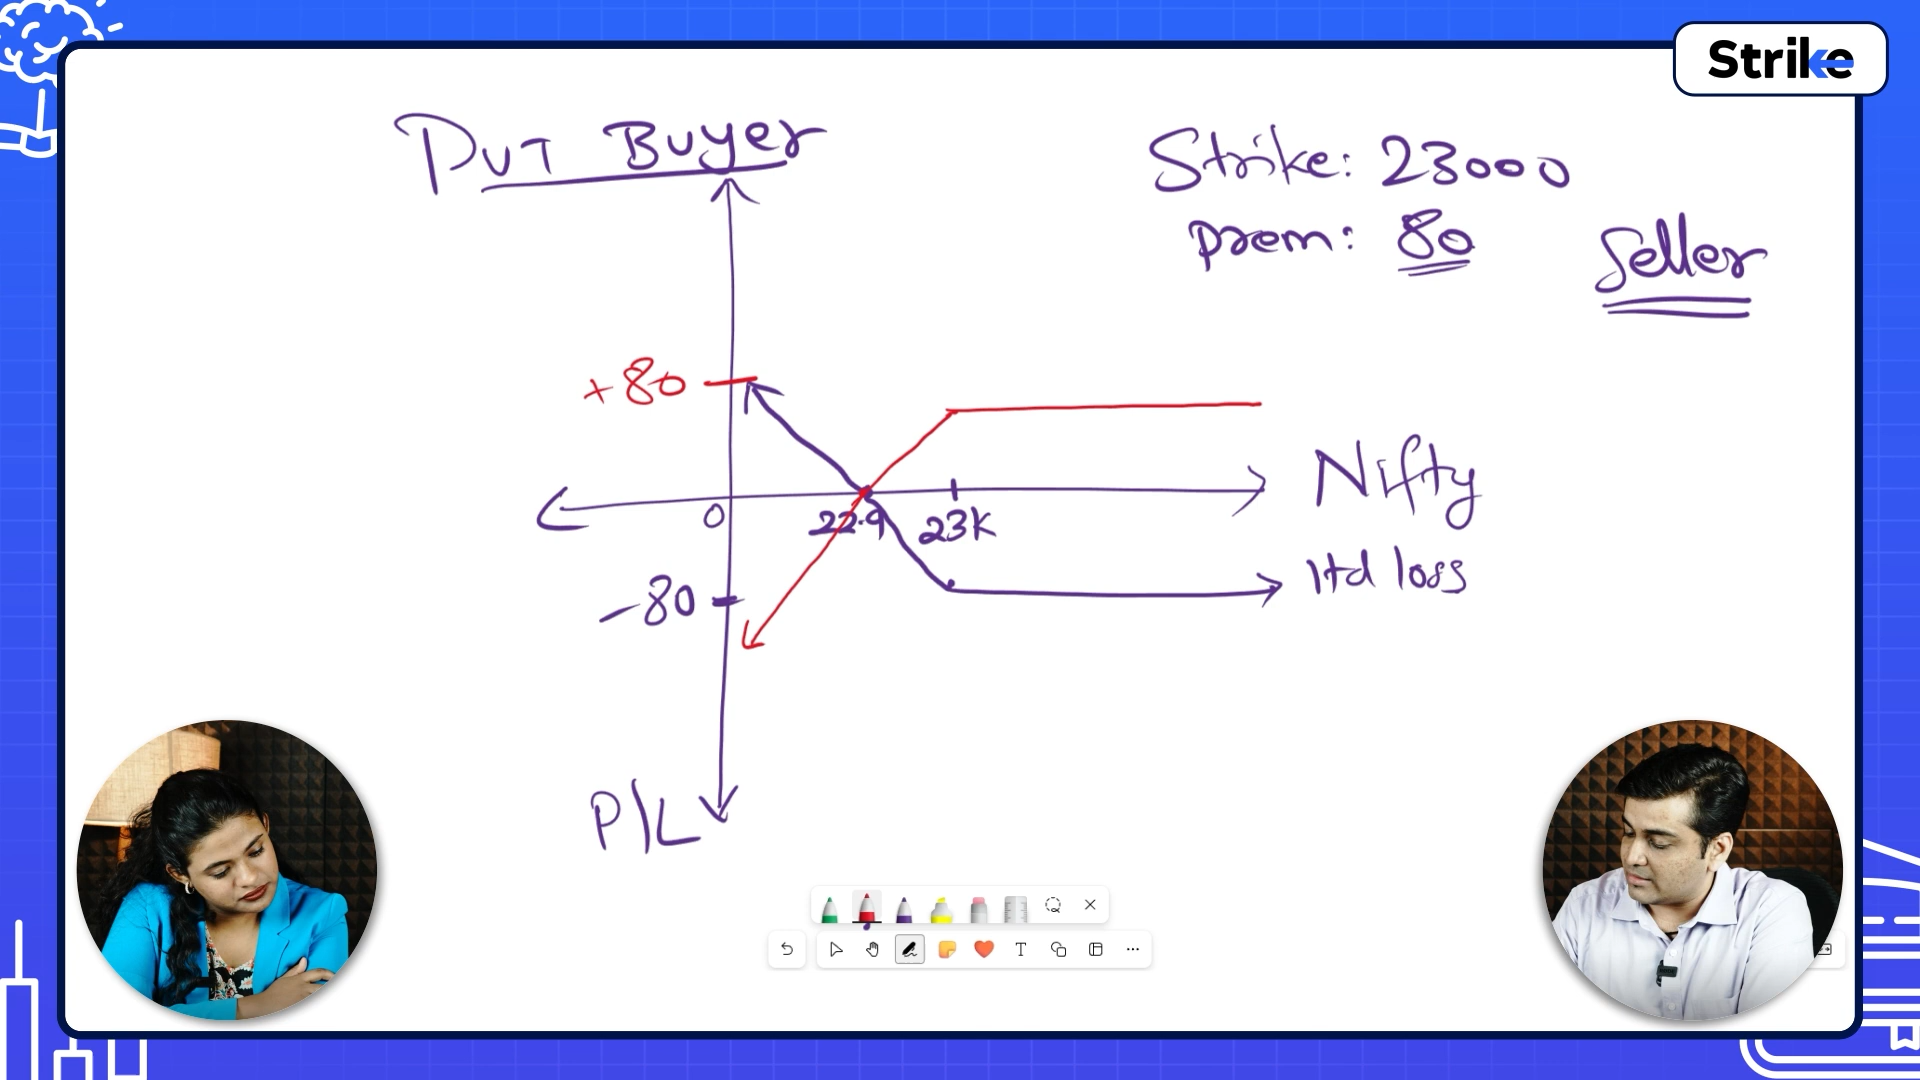 Strike
PUT Buyer
Strike: 23000
prem: 80
Seller
+80
Nifty
0
22.9
23K
ltd loss
-80
P/L
T